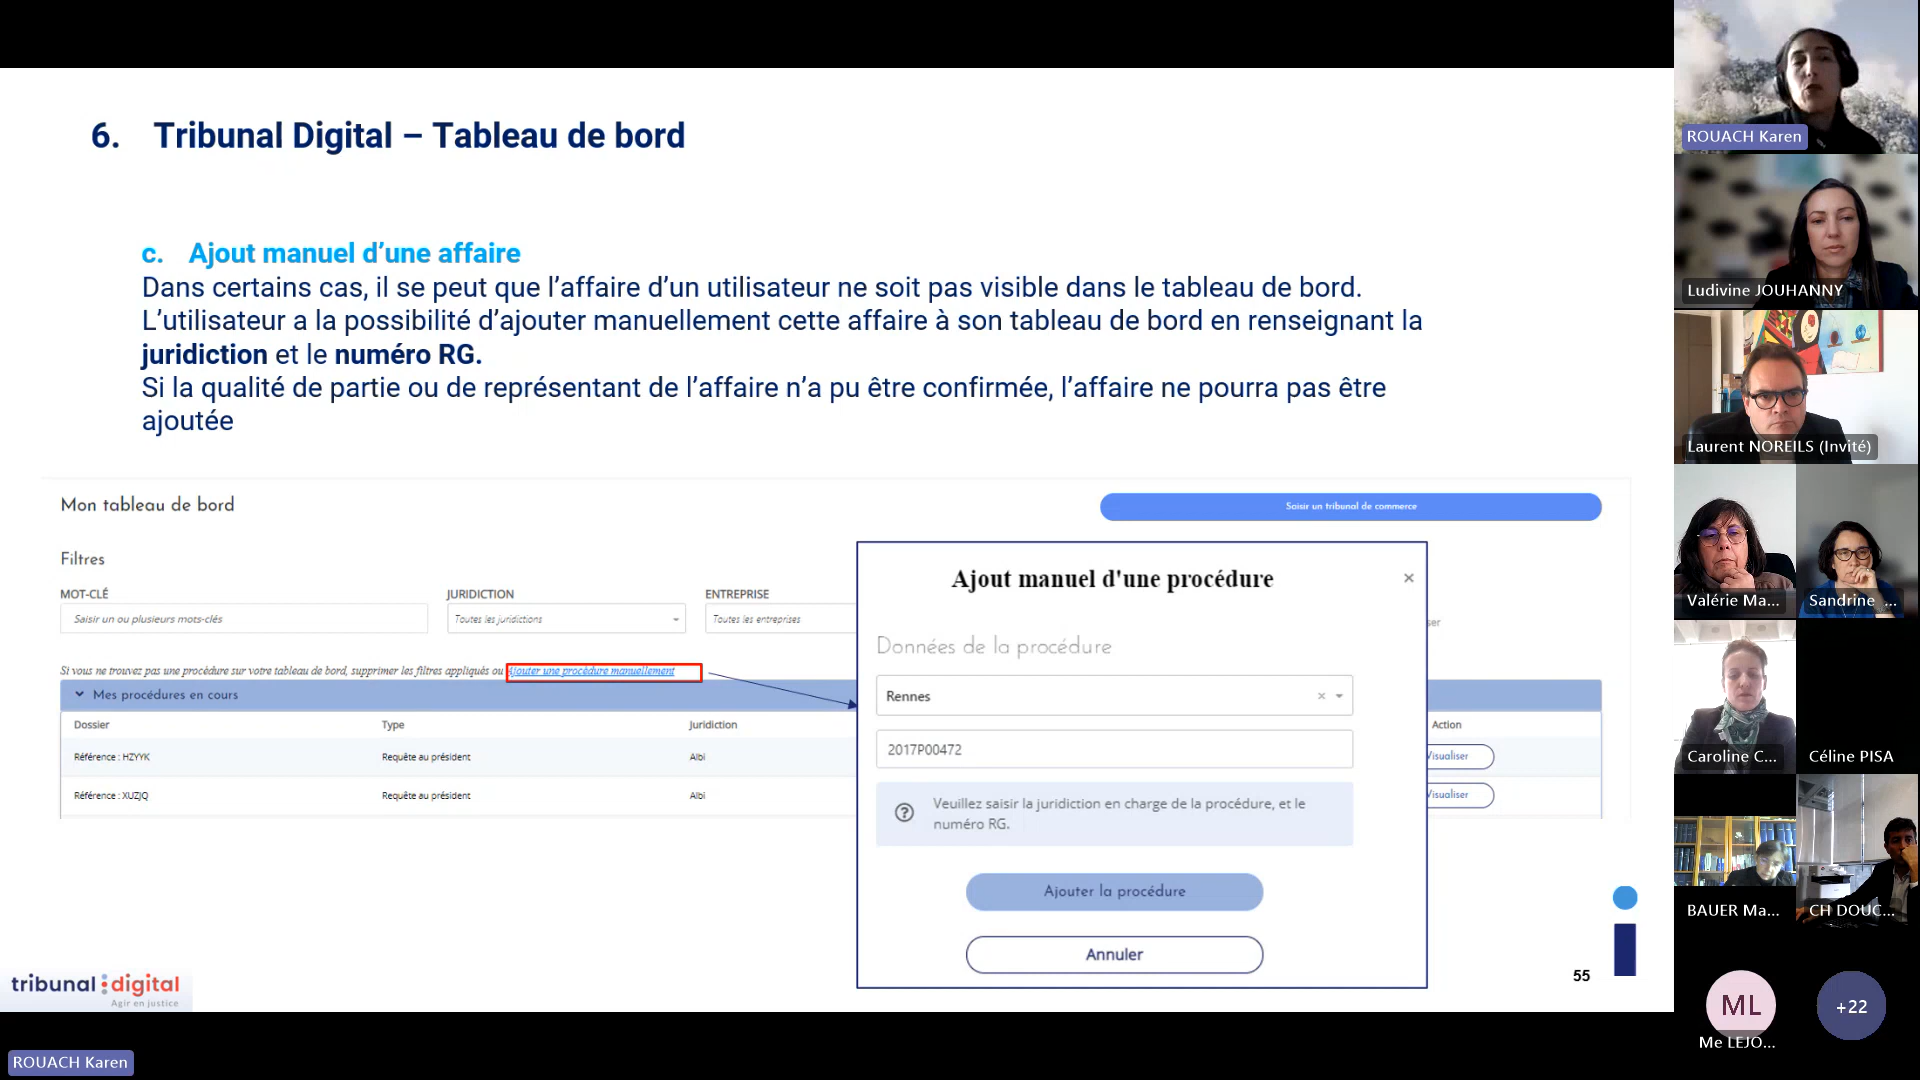 6. Tribunal Digital – Tableau de bord
c. Ajout manuel d’une affaire
Dans certains cas, il se peut que l’affaire d’un utilisateur ne soit pas visible dans le tableau de bord.
L’utilisateur a la possibilité d’ajouter manuellement cette affaire à son tableau de bord en renseignant la
juridiction et le numéro RG.
Si la qualité de partie ou de représentant de l’affaire n’a pu être confirmée, l’affaire ne pourra pas être
ajoutée
Mon tableau de bord
Saisir un tribunal de commerce
Filtres
MOT-CLÉ
JURIDICTION
ENTREPRISE
Saisir un ou plusieurs mots-clés
Toutes les juridictions
Toutes les entreprises
Si vous ne trouvez pas une procédure sur votre tableau de bord, supprimer les filtres appliqués ou Ajouter une procédure manuellement
Mes procédures en cours
Dossier
Type
Juridiction
Action
Référence : HZYYK
Requête au président
Albi
Visualiser
Référence : XUZJQ
Requête au président
Albi
Visualiser
Ajout manuel d'une procédure
×
Données de la procédure
Rennes
2017P00472
Veuillez saisir la juridiction en charge de la procédure, et le
numéro RG.
Ajouter la procédure
Annuler
55
tribunal digital
Agir en justice
ROUACH Karen
ROUACH Karen
Ludivine JOUHANNY
Laurent NOREILS (Invité)
Valérie Ma...
Sandrine ...
Caroline C...
Céline PISA
BAUER Ma...
CH DOUC...
ML
+22
Me LEJO...